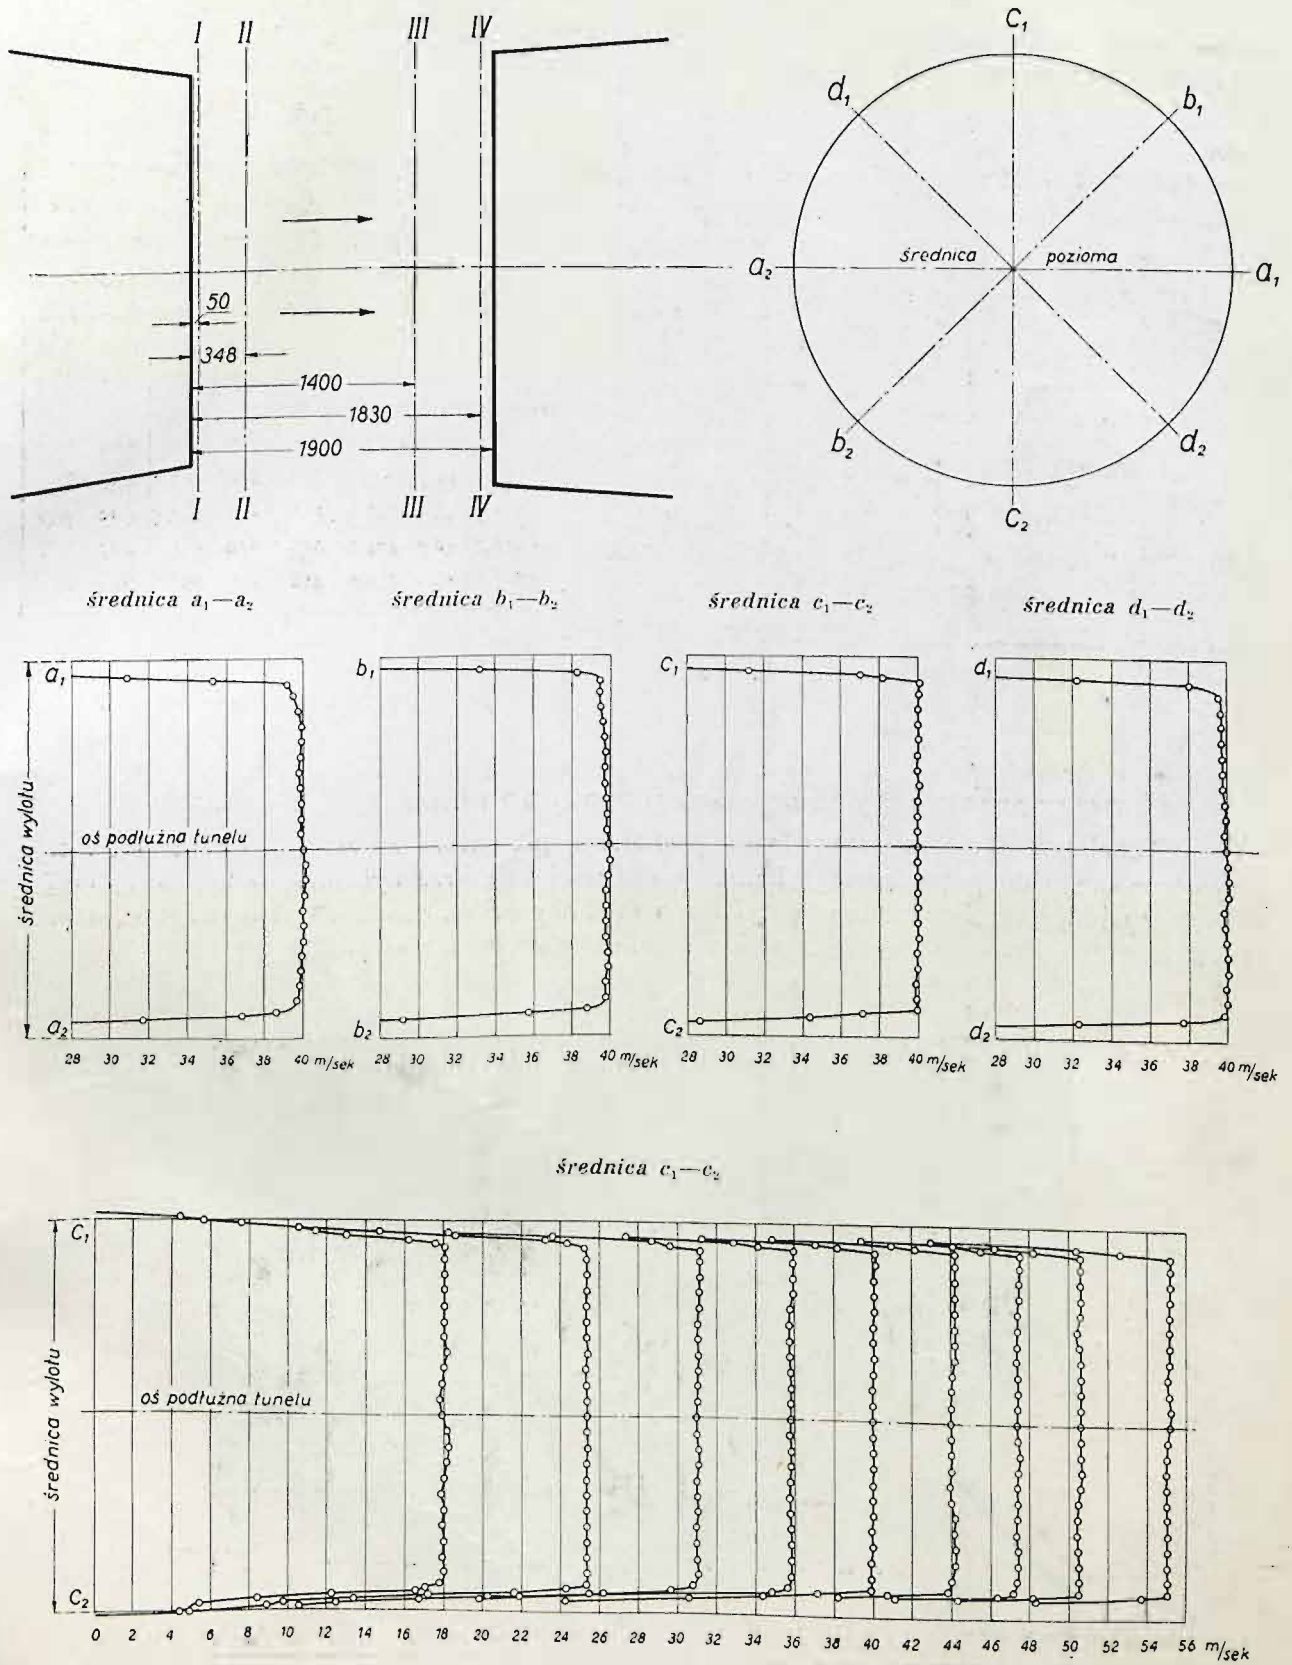 I II III IV
C₁
d₁ b₁
a₂ średnica pozioma a₁
50
348
1400
1830
1900
b₂ d₂
I II III IV
C₂
średnica a₁—a₂ średnica b₁—b₂ średnica c₁—c₂ średnica d₁—d₂
a₁ b₁ C₁ d₁
średnica wylotu
oś podłużna tunelu
a₂ b₂ C₂ d₂
28 30 32 34 36 38 40 m/sek 28 30 32 34 36 38 40 m/sek 28 30 32 34 36 38 40 m/sek 28 30 32 34 36 38 40 m/sek
średnica c₁—c₂
C₁
średnica wylotu
oś podłużna tunelu
C₂
0 2 4 6 8 10 12 14 16 18 20 22 24 26 28 30 32 34 36 38 40 42 44 46 48 50 52 54 56 m/sek